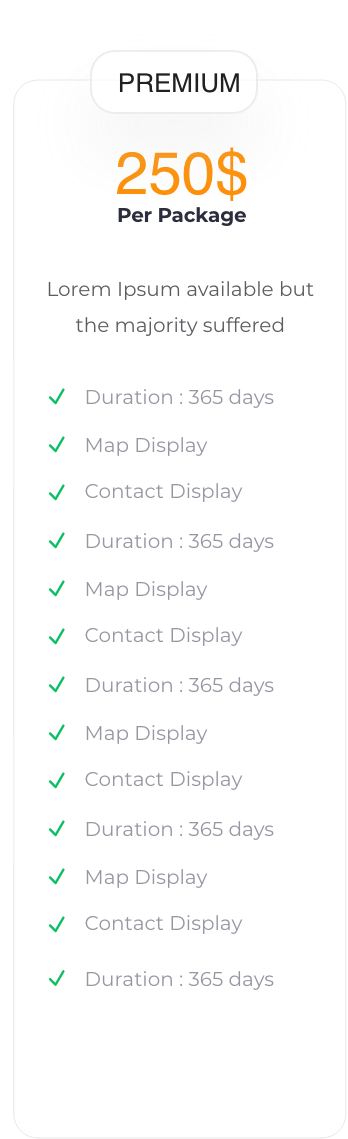 PREMIUM
250$
Per Package
Lorem Ipsum available but
the majority suffered
Duration : 365 days
Map Display
Contact Display
Duration : 365 days
Map Display
Contact Display
Duration : 365 days
Map Display
Contact Display
Duration : 365 days
Map Display
Contact Display
Duration : 365 days